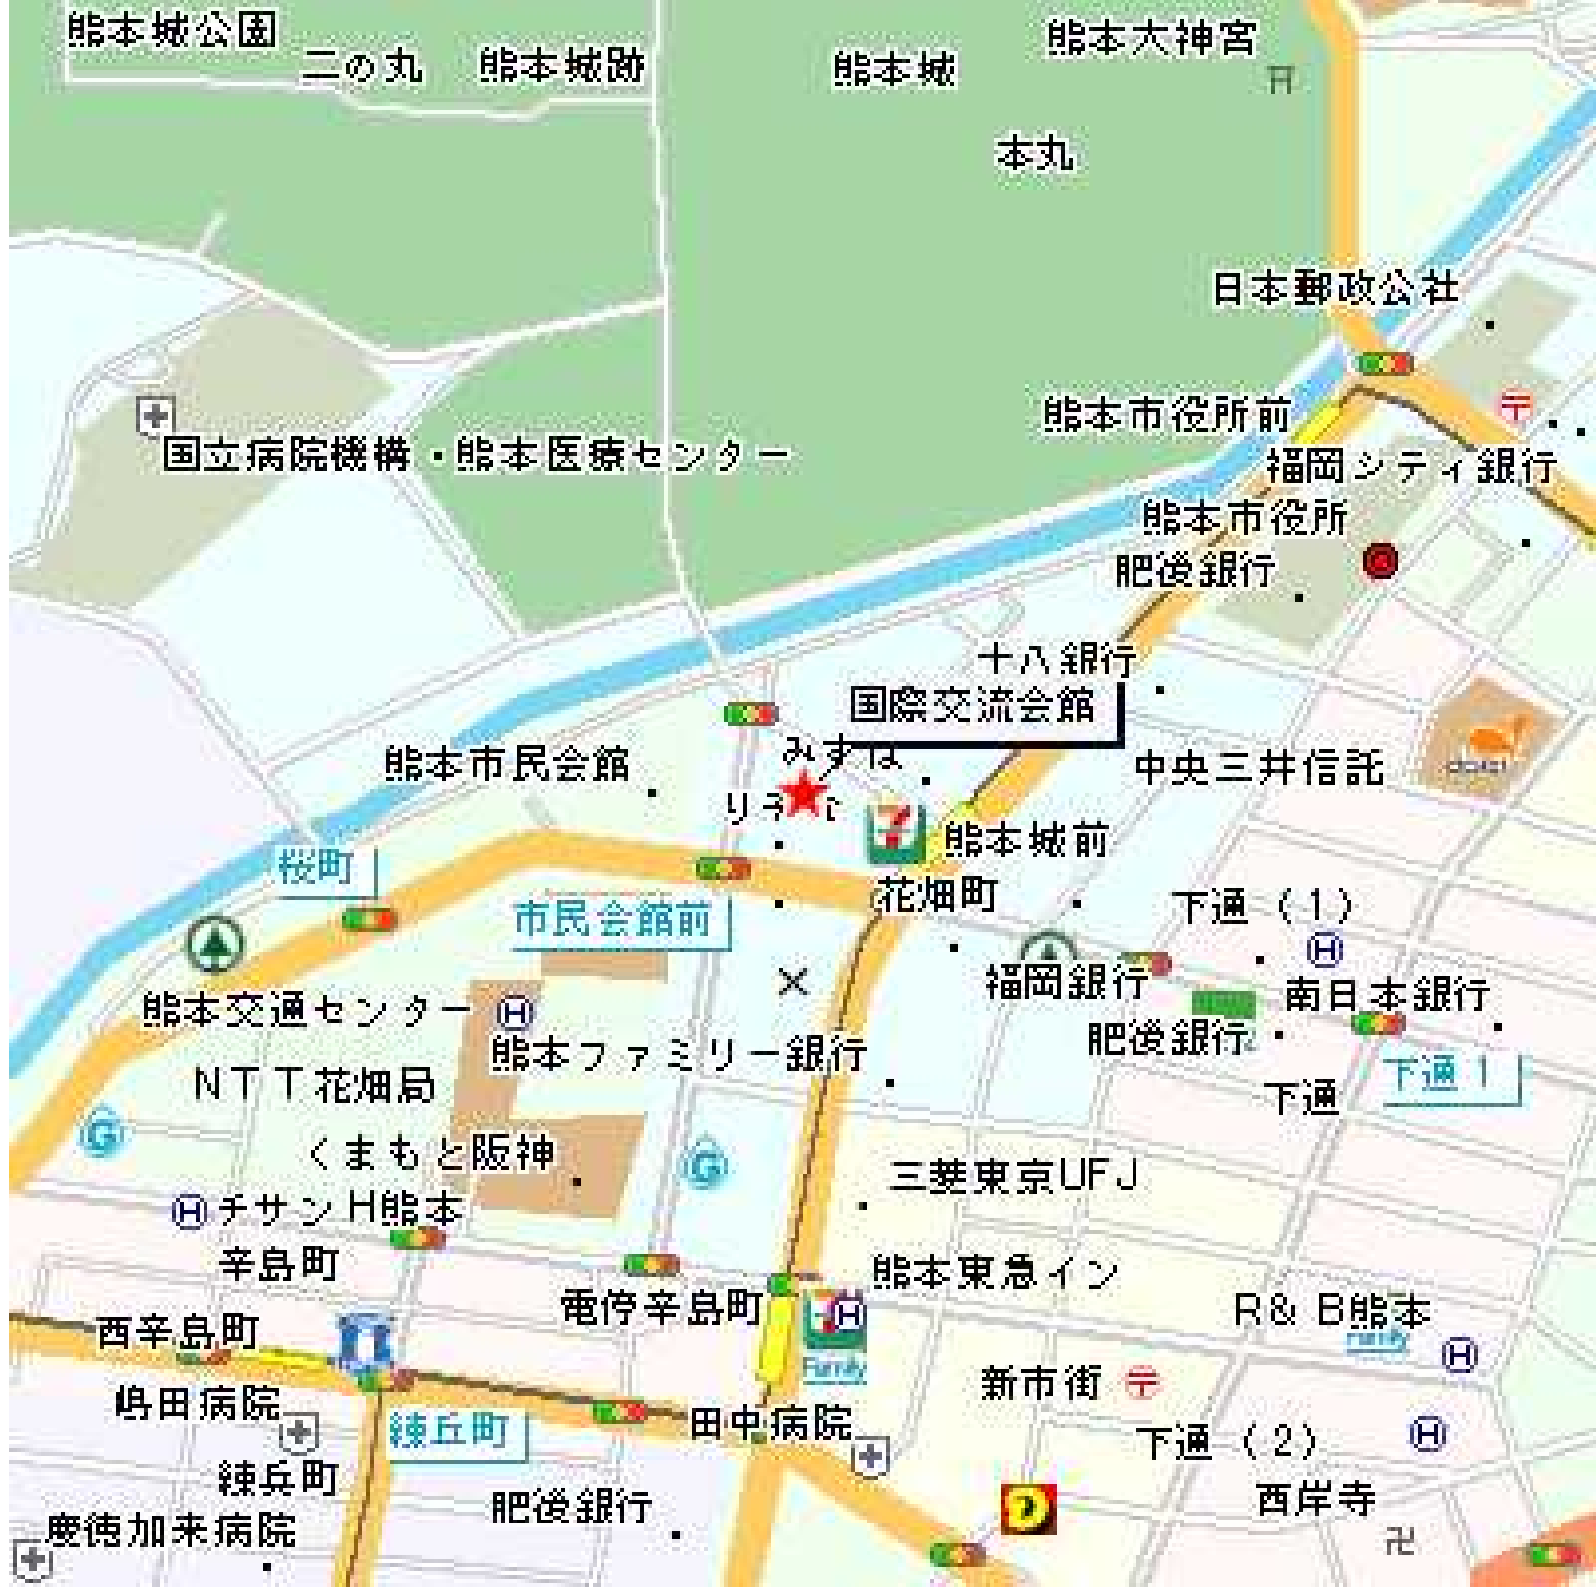 熊本城公園
二の丸
熊本城跡
熊本城
熊本大神宮
本丸
日本郵政公社
熊本市役所前
国立病院機構・熊本医療センター
福岡シティ銀行
熊本市役所
肥後銀行
十八銀行
国際交流会館
みずほ
熊本市民会館
中央三井信託
熊本城前
桜町
花畑町
市民会館前
下通(1)
福岡銀行
南日本銀行
熊本交通センター
肥後銀行
熊本ファミリー銀行
下通1
NTT花畑局
下通
くまもと阪神
三菱東京UFJ
チサンH熊本
辛島町
熊本東急イン
電停辛島町
R&B熊本
西辛島町
Family
新市街
嶋田病院
練兵町
田中病院
下通(2)
練兵町
肥後銀行
西岸寺
慶徳加来病院